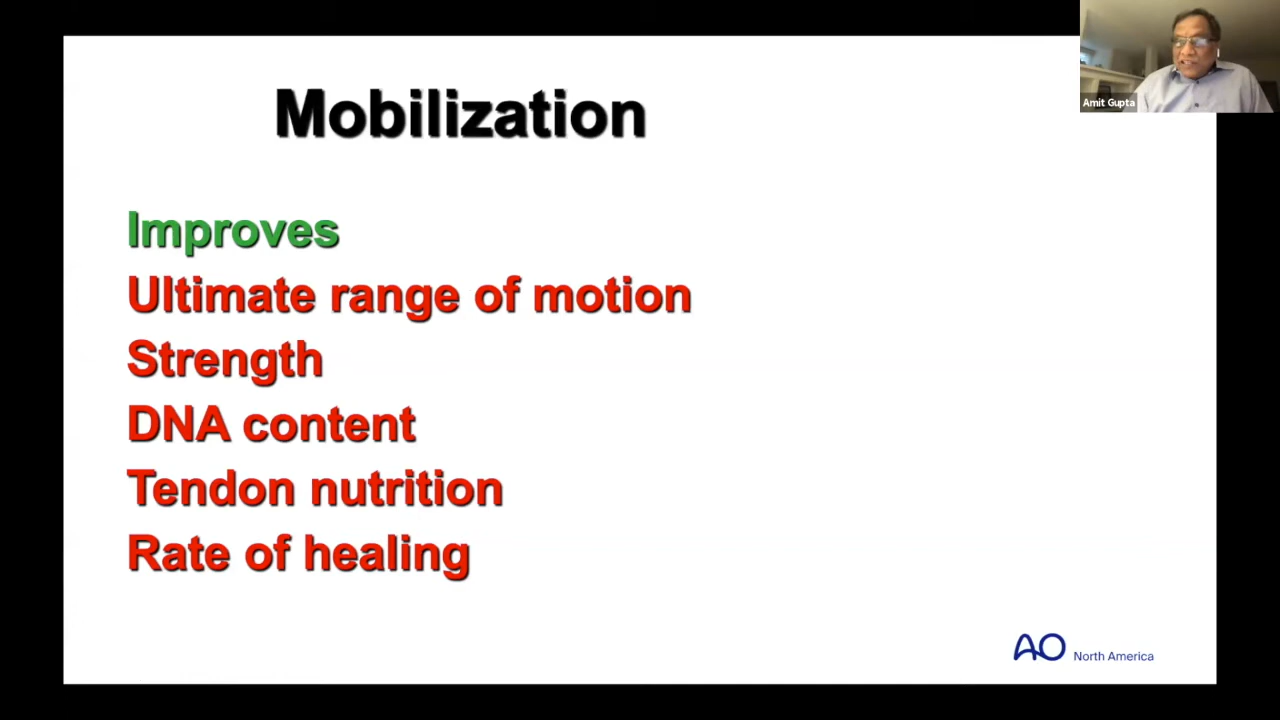 Mobilization
Improves
Ultimate range of motion
Strength
DNA content
Tendon nutrition
Rate of healing
AO North America
Amit Gupta